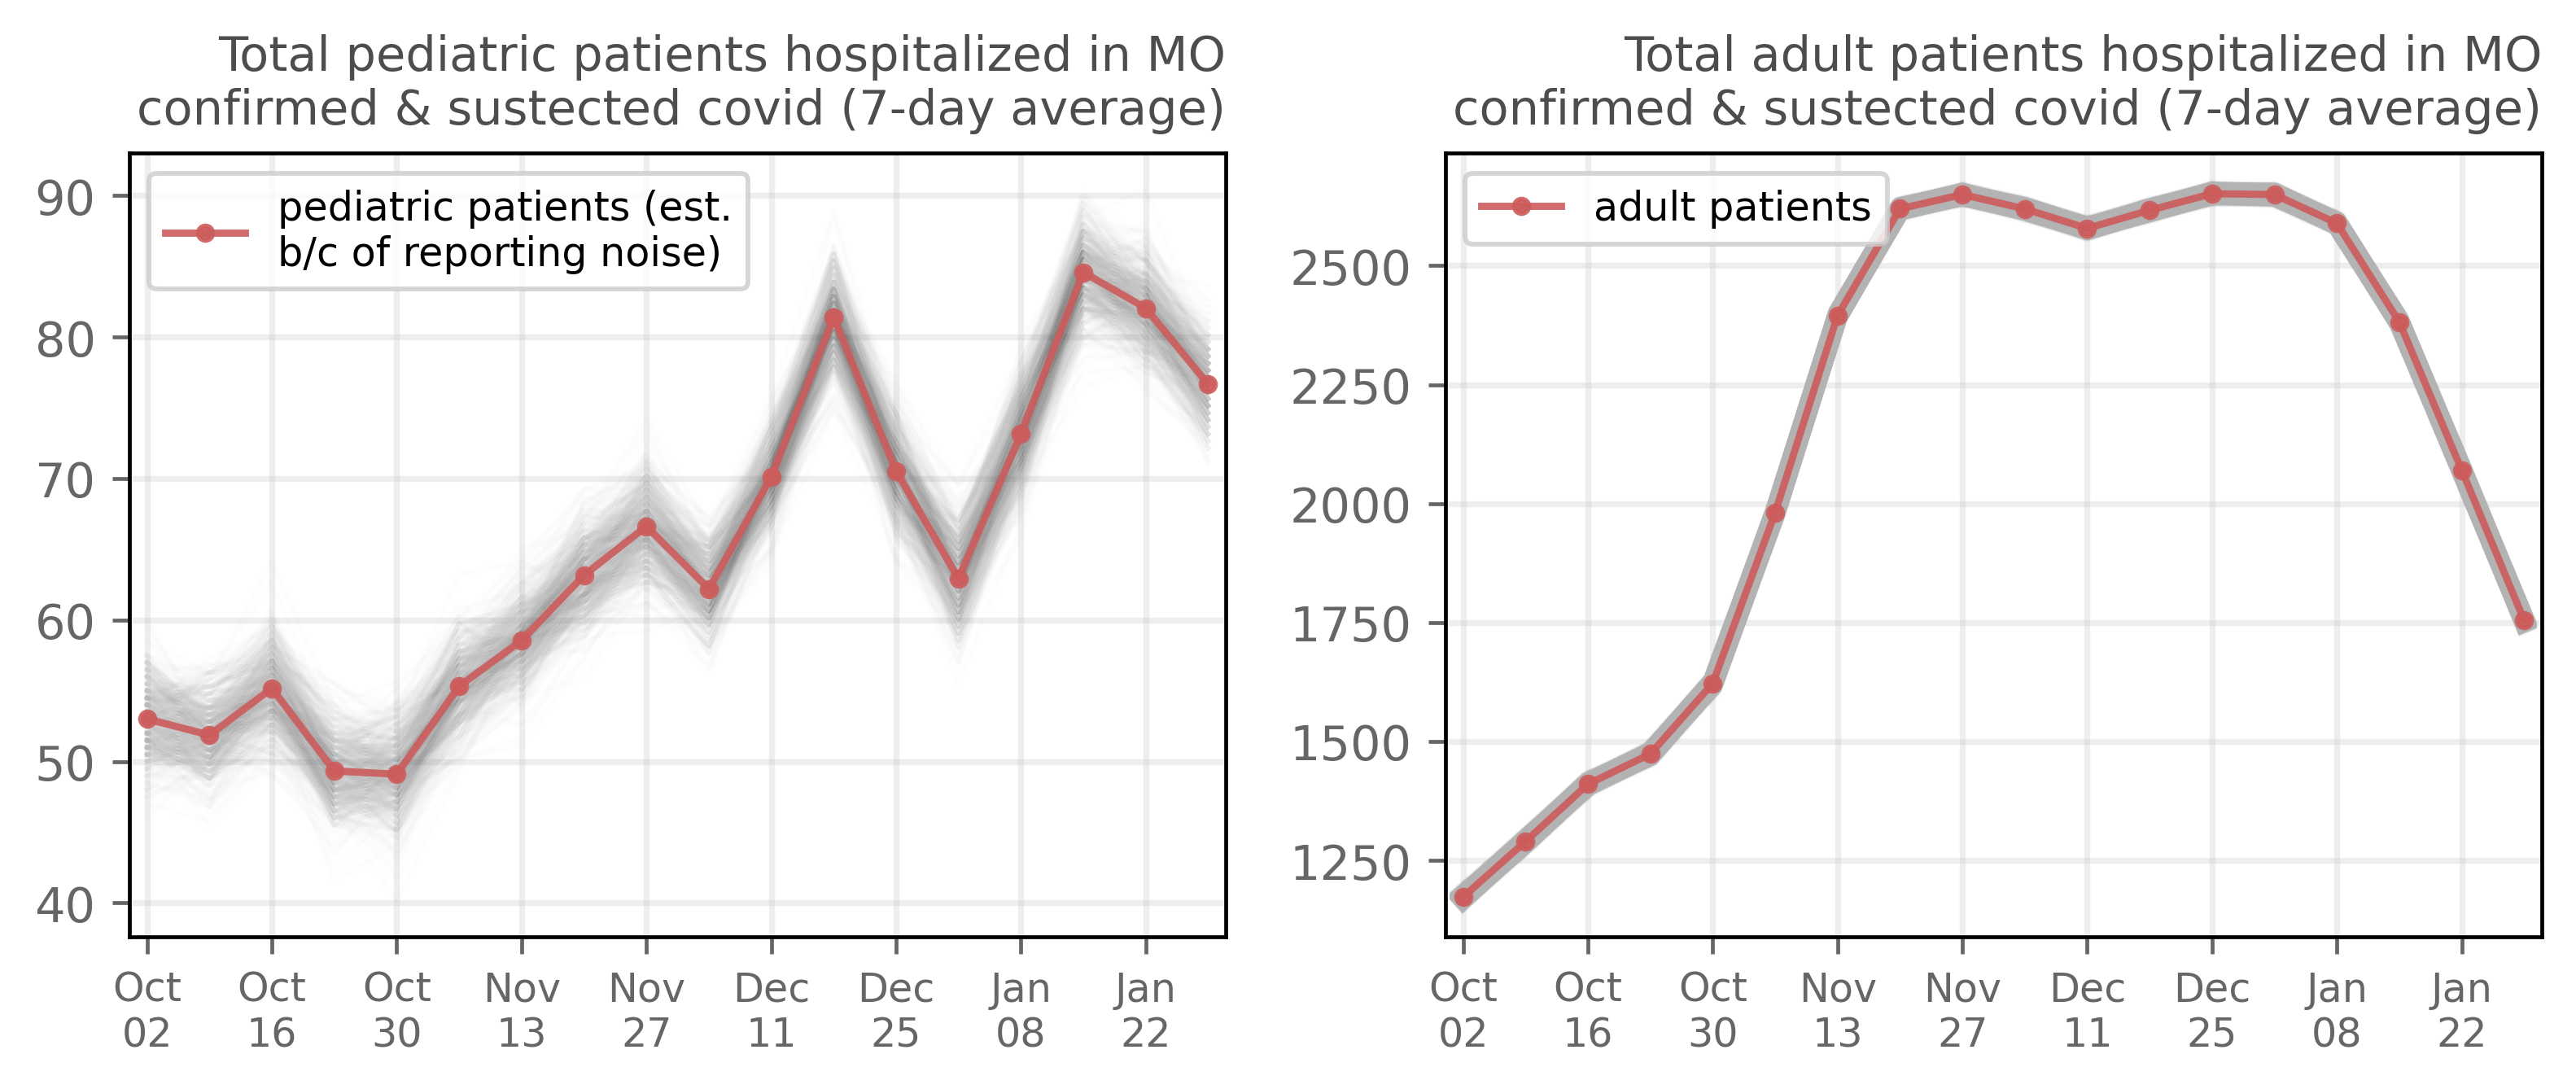 Total pediatric patients hospitalized in MO
confirmed & sustected covid (7-day average)
pediatric patients (est.
b/c of reporting noise)
90
80
70
60
50
40
Oct
02
Oct
16
Oct
30
Nov
13
Nov
27
Dec
11
Dec
25
Jan
08
Jan
22
Total adult patients hospitalized in MO
confirmed & sustected covid (7-day average)
adult patients
2500
2250
2000
1750
1500
1250
Oct
02
Oct
16
Oct
30
Nov
13
Nov
27
Dec
11
Dec
25
Jan
08
Jan
22